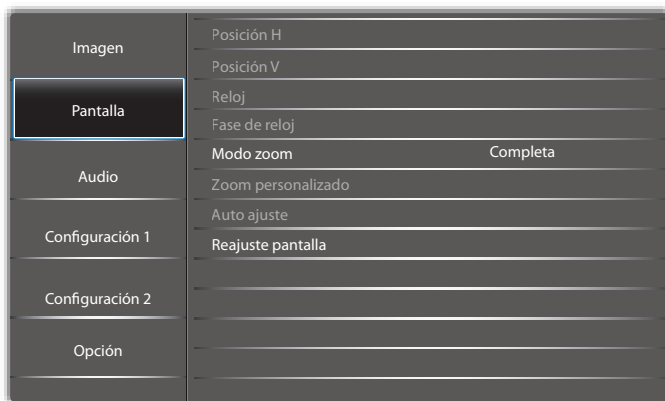 Imagen
Pantalla
Audio
Configuración 1
Configuración 2
Opción
Posición H
Posición V
Reloj
Fase de reloj
Modo zoom Completa
Zoom personalizado
Auto ajuste
Reajuste pantalla